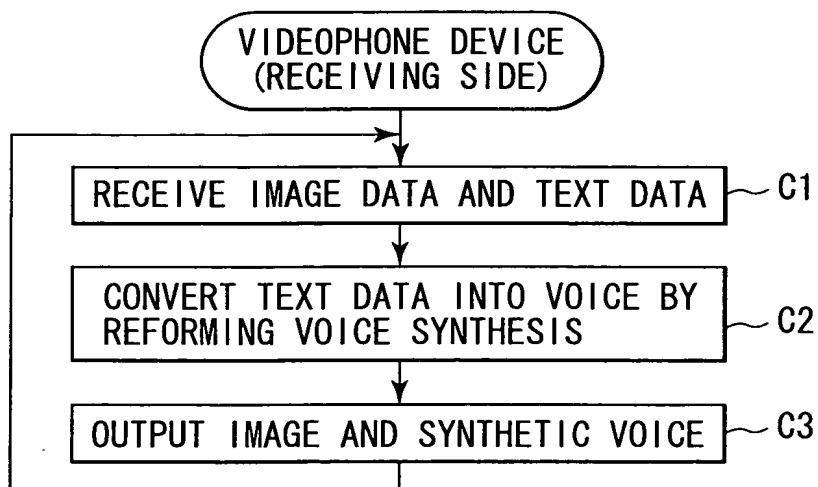 VIDEOPHONE DEVICE
(RECEIVING SIDE)
RECEIVE IMAGE DATA AND TEXT DATA
C1
CONVERT TEXT DATA INTO VOICE BY
REFORMING VOICE SYNTHESIS
C2
OUTPUT IMAGE AND SYNTHETIC VOICE
C3